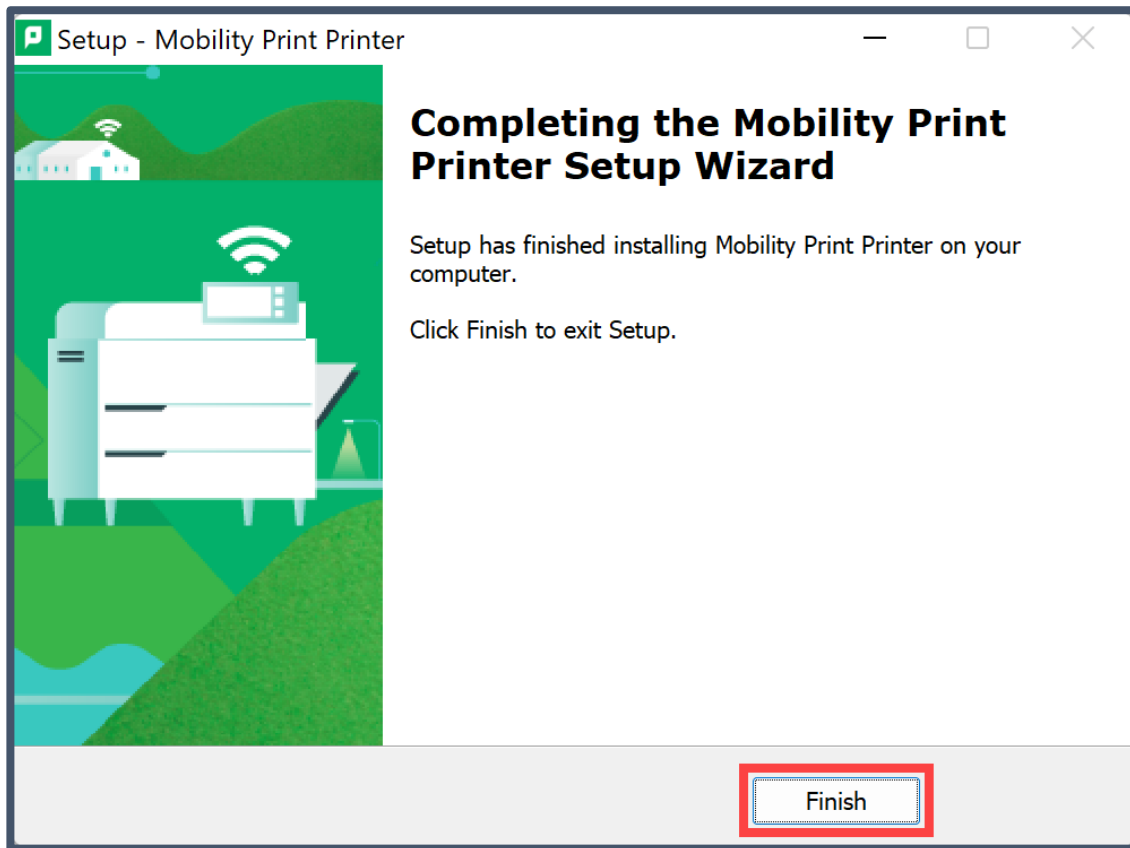 Setup - Mobility Print Printer
Completing the Mobility Print
Printer Setup Wizard
Setup has finished installing Mobility Print Printer on your
computer.
Click Finish to exit Setup.
Finish